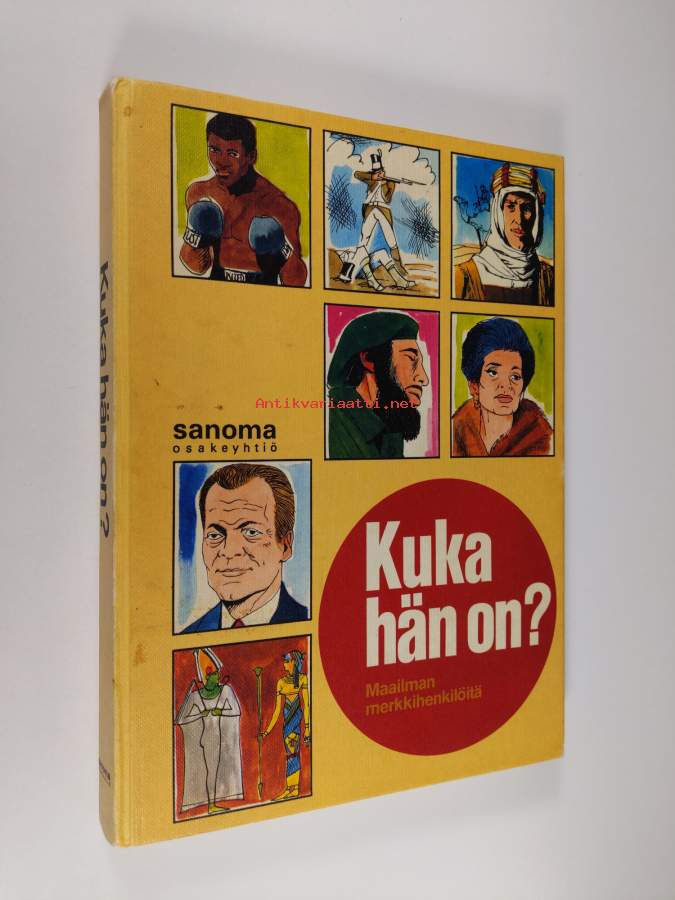 Kuka hän on?
Antikvariaatti.net
sanoma
osakeyhtiö
Kuka
hän on?
Maailman
merkkihenkilöitä